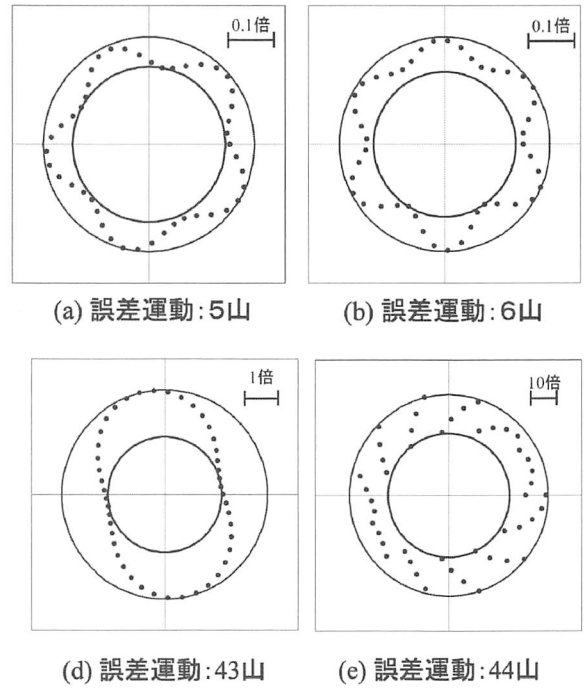 0.1倍
0.1倍
(a) 誤差運動:5山
(b) 誤差運動:6山
1倍
10倍
(d) 誤差運動:43山
(e) 誤差運動:44山